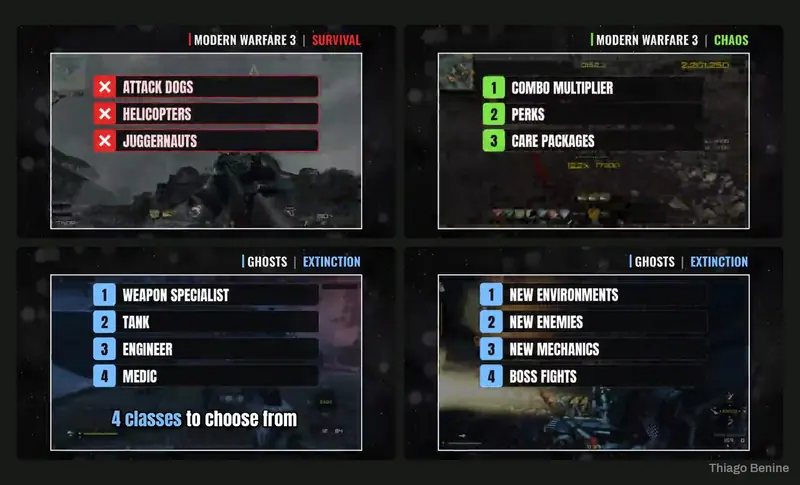 MODERN WARFARE 3 | SURVIVAL
ATTACK DOGS
HELICOPTERS
JUGGERNAUTS
MODERN WARFARE 3 | CHAOS
1 COMBO MULTIPLIER
2 PERKS
3 CARE PACKAGES
GHOSTS | EXTINCTION
1 WEAPON SPECIALIST
2 TANK
3 ENGINEER
4 MEDIC
4 classes to choose from
GHOSTS | EXTINCTION
1 NEW ENVIRONMENTS
2 NEW ENEMIES
3 NEW MECHANICS
4 BOSS FIGHTS
Thiago Benine